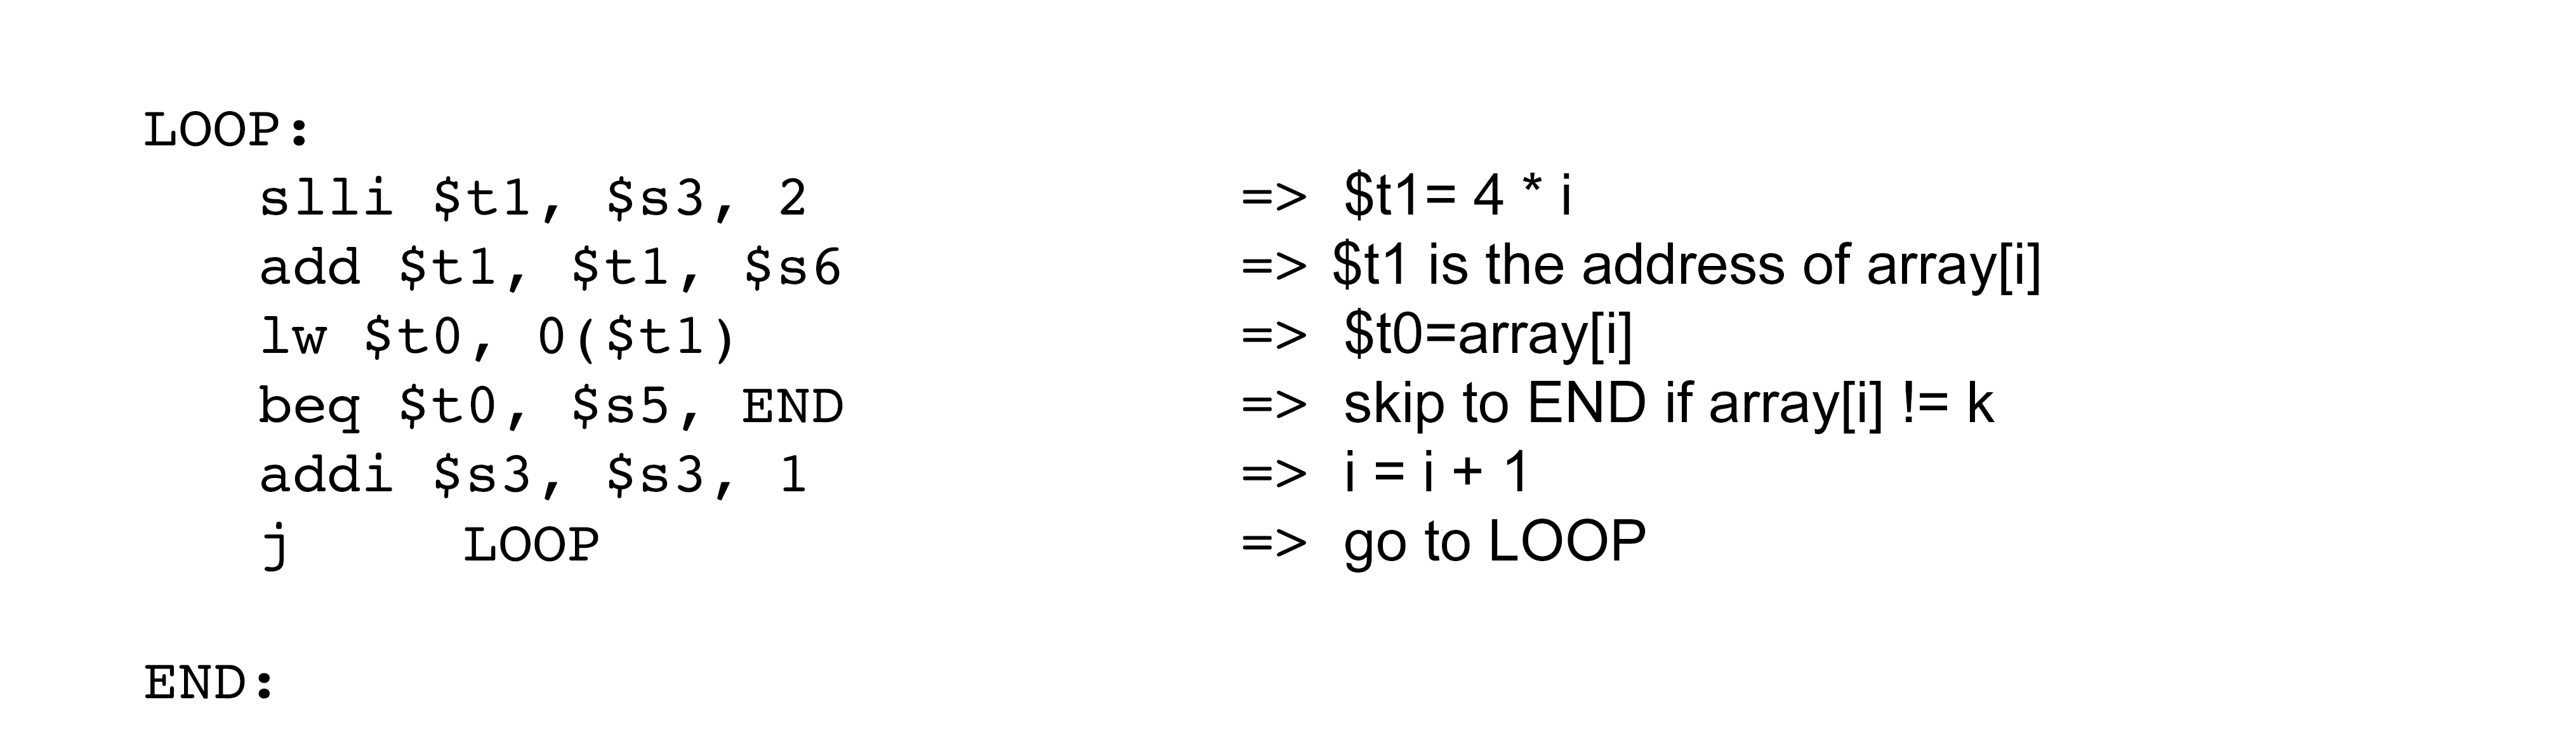 LOOP:
slli $t1, $s3, 2 => $t1= 4 * i
add $t1, $t1, $s6 => $t1 is the address of array[i]
lw $t0, 0($t1) => $t0=array[i]
beq $t0, $s5, END => skip to END if array[i] != k
addi $s3, $s3, 1 => i = i + 1
j LOOP => go to LOOP
END: